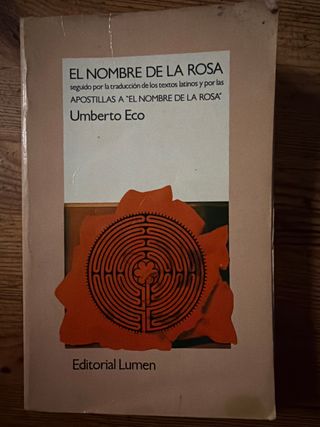 EL NOMBRE DE LA ROSA
seguido por la traducción de los textos latinos y por las
APOSTILLAS A "EL NOMBRE DE LA ROSA"
Umberto Eco
Editorial Lumen